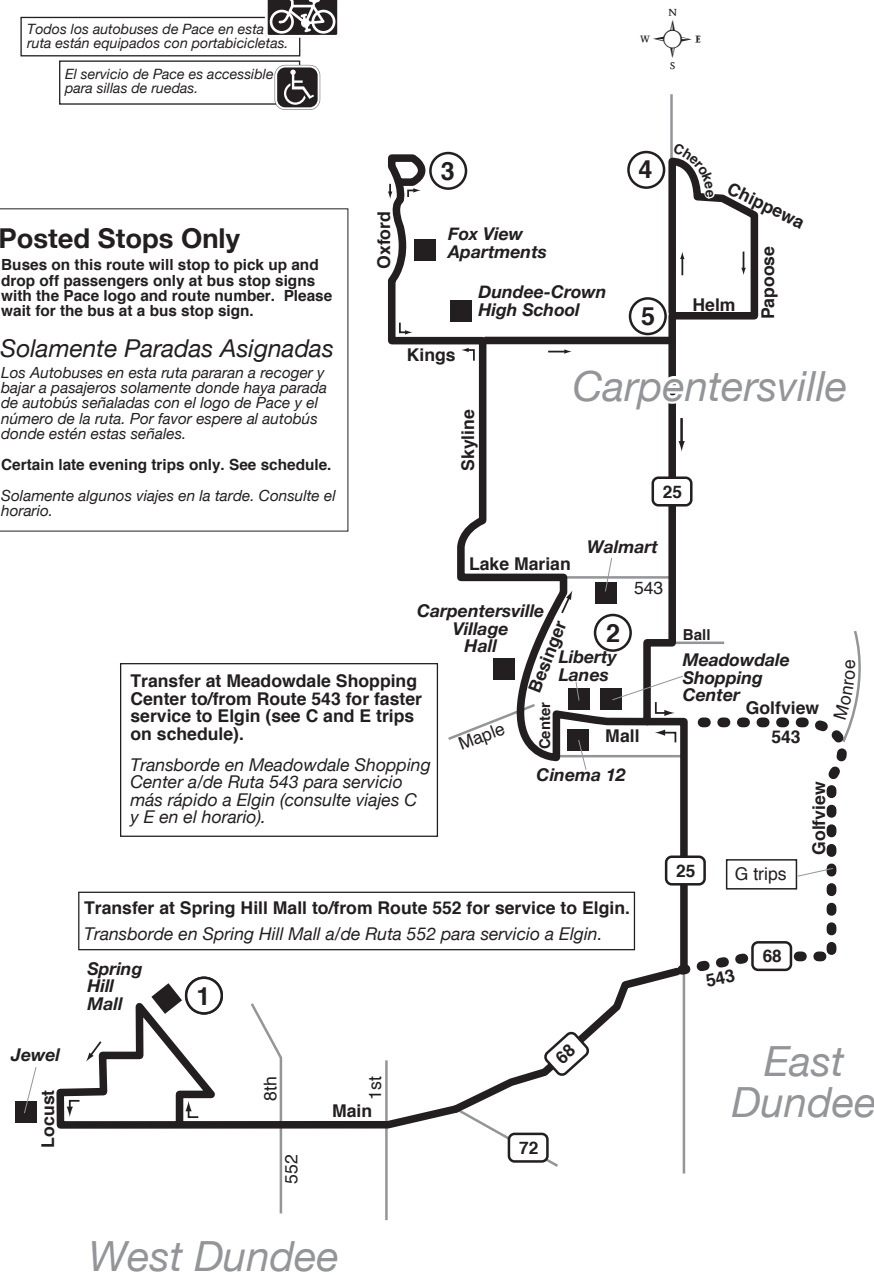 Todos los autobuses de Pace en esta
ruta están equipados con portabicicletas.
El servicio de Pace es accessible
para sillas de ruedas.
N
W E
S
Posted Stops Only
Buses on this route will stop to pick up and
drop off passengers only at bus stop signs
with the Pace logo and route number. Please
wait for the bus at a bus stop sign.
Solamente Paradas Asignadas
Los Autobuses en esta ruta pararan a recoger y
bajar a pasajeros solamente donde haya parada
de autobús señaladas con el logo de Pace y el
número de la ruta. Por favor espere al autobús
donde estén estas señales.
Certain late evening trips only. See schedule.
Solamente algunos viajes en la tarde. Consulte el
horario.
3
4
Cherokee
Chippewa
Oxford
Fox View
Apartments
Papoose
Dundee-Crown
High School
5
Helm
Kings
Carpentersville
Skyline
25
Walmart
Lake Marian
543
Carpentersville
Village
Hall
2
Besinger
Liberty
Lanes
Ball
Meadowdale
Shopping
Center
Monroe
Golfview
543
Maple
Center
Mall
Cinema 12
Transfer at Meadowdale Shopping
Center to/from Route 543 for faster
service to Elgin (see C and E trips
on schedule).
Transborde en Meadowdale Shopping
Center a/de Ruta 543 para servicio
más rápido a Elgin (consulte viajes C
y E en el horario).
Golfview
25
G trips
Transfer at Spring Hill Mall to/from Route 552 for service to Elgin.
Transborde en Spring Hill Mall a/de Ruta 552 para servicio a Elgin.
68
543
Spring
Hill
Mall
1
Jewel
68
8th
1st
Main
Locust
East
Dundee
72
552
West Dundee